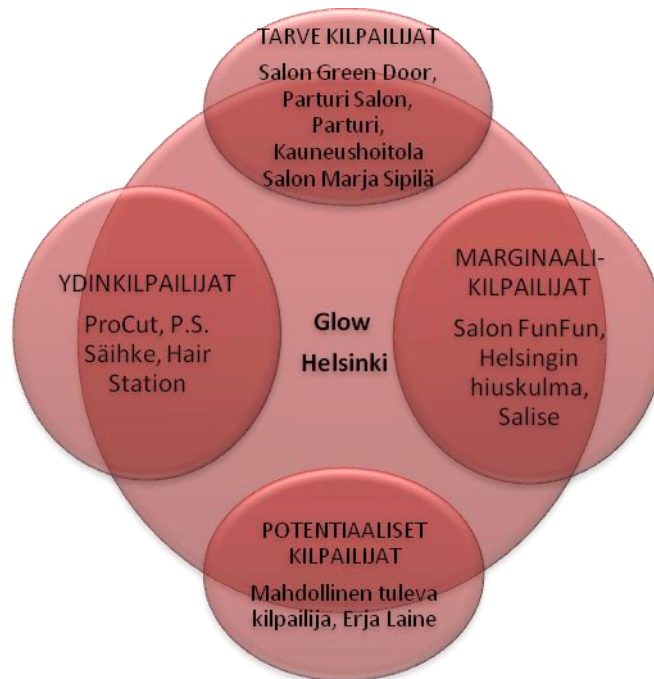 TARVE KILPAILIJAT
Salon Green Door,
Parturi Salon,
Parturi,
Kauneushoitola
Salon Marja Sipilä
YDINKILPAILIJAT
ProCut, P.S.
Säihke, Hair
Station
Glow
Helsinki
MARGINAALI-
KILPAILIJAT
Salon FunFun,
Helsingin
hiuskulma,
Salise
POTENTIAALISET
KILPAILIJAT
Mahdollinen tuleva
kilpailija, Erja Laine